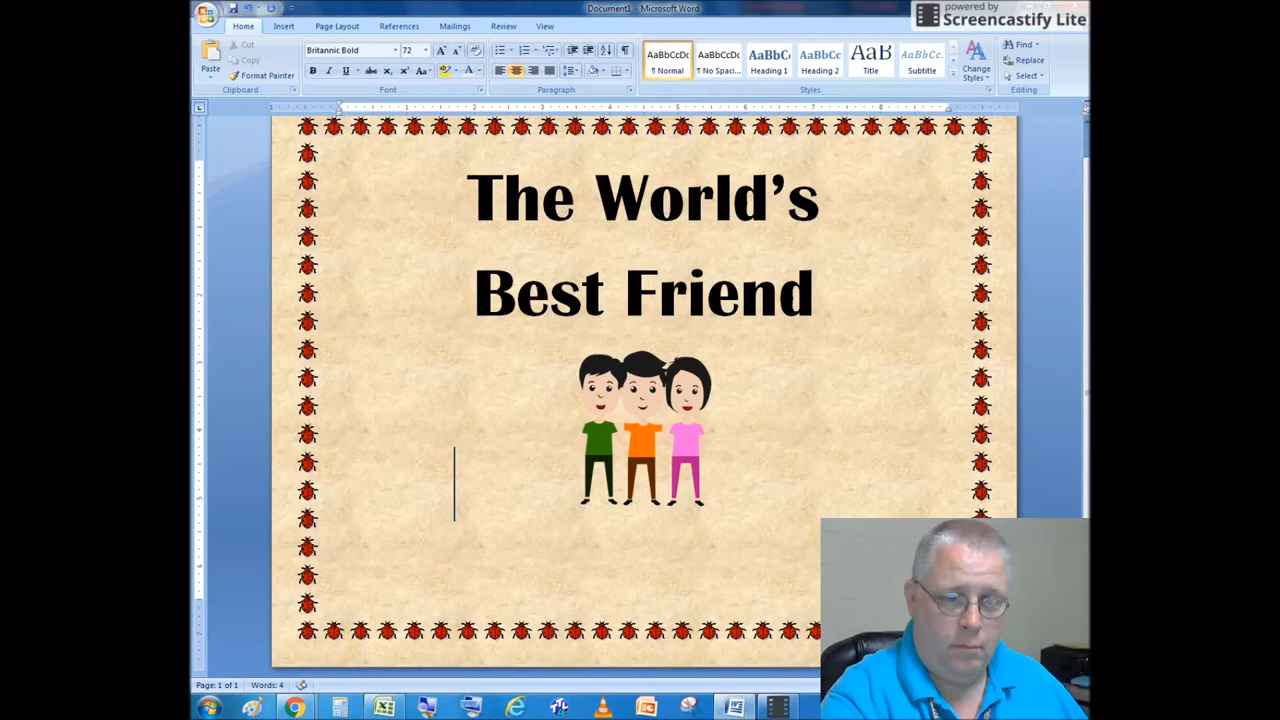 Document1 - Microsoft Word
powered by
Screencastify Lite
Home Insert Page Layout References Mailings Review View
Paste
Cut
Copy
Format Painter
Clipboard
Britannic Bold 72
Font
Paragraph
AaBbCcDc AaBbCcDc AaBbC AaBbCc AaB AaBbCc.
¶ Normal ¶ No Spaci... Heading 1 Heading 2 Title Subtitle
Change
Styles
Styles
Find
Replace
Select
Editing
The World's
Best Friend
Page: 1 of 1 Words: 4